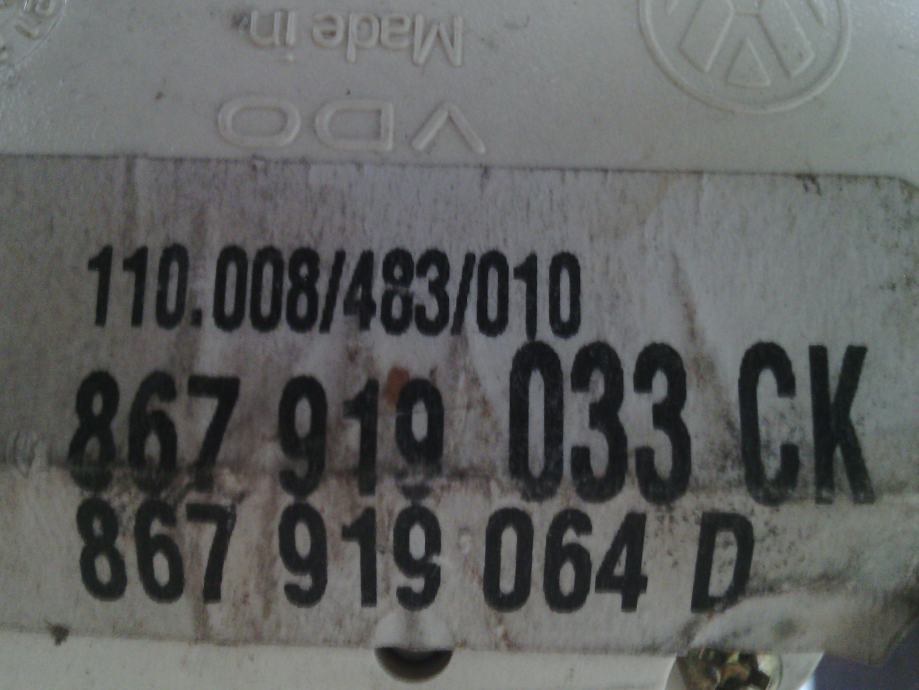 Made in
VDO
110.008/483/010
867 919 033 CK
867 919 064 D